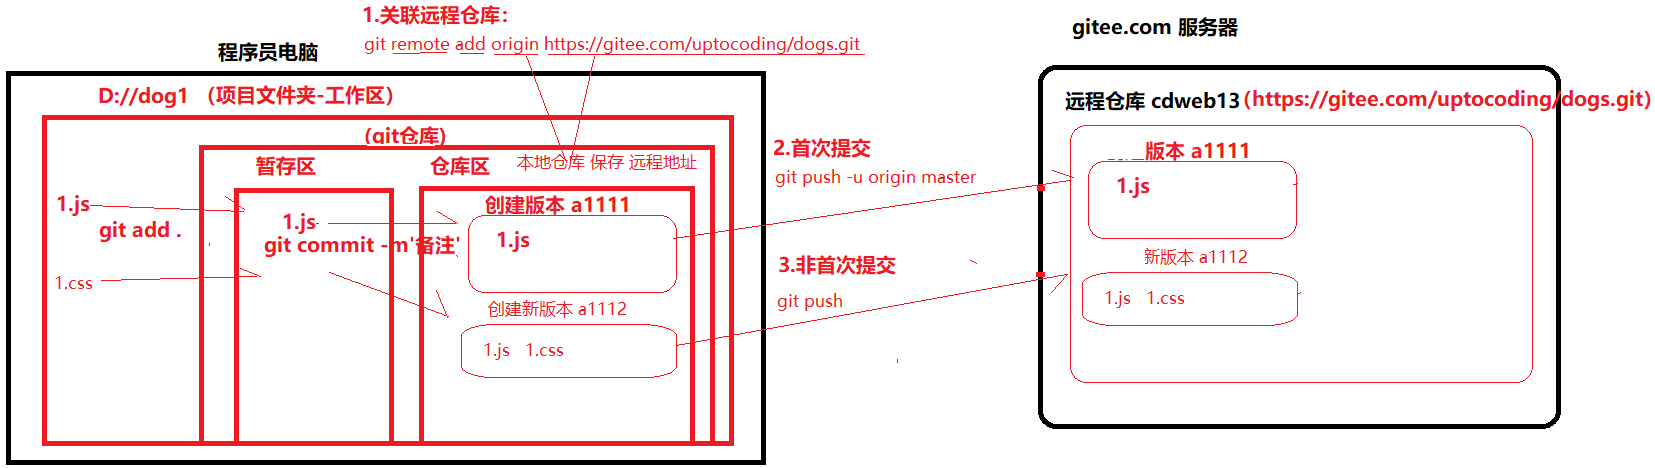 1.关联远程仓库：
git remote add origin https://gitee.com/uptocoding/dogs.git
程序员电脑
gitee.com 服务器
D://dog1 （项目文件夹-工作区）
远程仓库 cdweb13（https://gitee.com/uptocoding/dogs.git）
(git仓库)
暂存区
仓库区
本地仓库 保存 远程地址
2.首次提交
git push -u origin master
版本 a1111
1.js
1.js
git add .
1.js
git commit -m'备注'
创建版本 a1111
1.js
3.非首次提交
git push
新版本 a1112
1.js 1.css
1.css
创建新版本 a1112
1.js 1.css